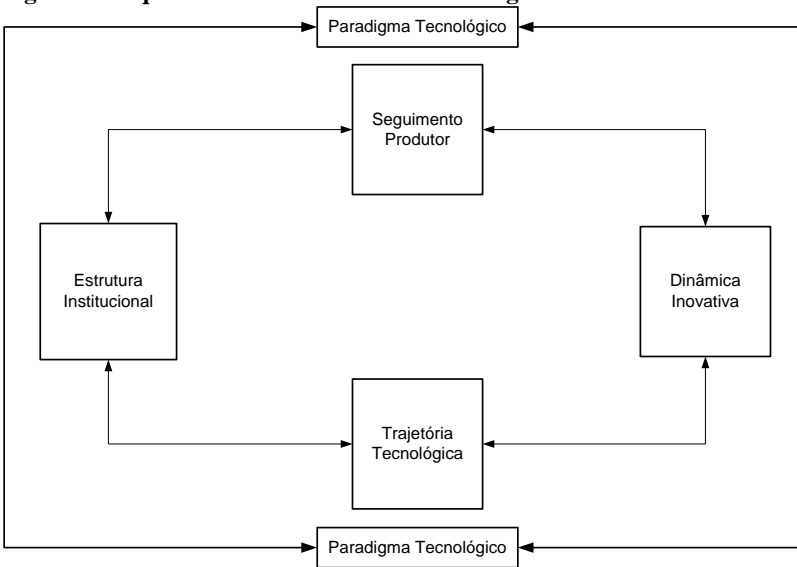 Paradigma Tecnológico
Seguimento
Produtor
Estrutura
Institucional
Dinâmica
Inovativa
Trajetória
Tecnológica
Paradigma Tecnológico